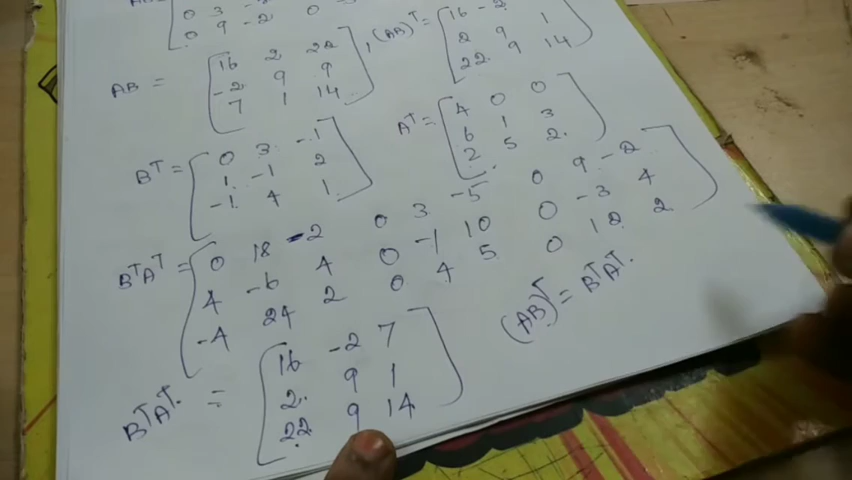 0 3 -2 0
0 9 -2 0
AB = [16 2 22
-2 9 9
7 1 14] , (AB)ᵀ = [16 -2
2 9 1
22 9 14]
Bᵀ = [0 3 -1
1 -1 2
-1 4 1]
Aᵀ = [4 0 0
6 1 3
2 5 2]
BᵀAᵀ = [0 18 -2 0 3 -5 0 9 -2
4 -6 4 0 -1 10 0 -3 4
-4 24 2 0 4 5 0 12 2]
BᵀAᵀ = [16 -2 7
2 9 1
22 9 14]
(AB)ᵀ = BᵀAᵀ.